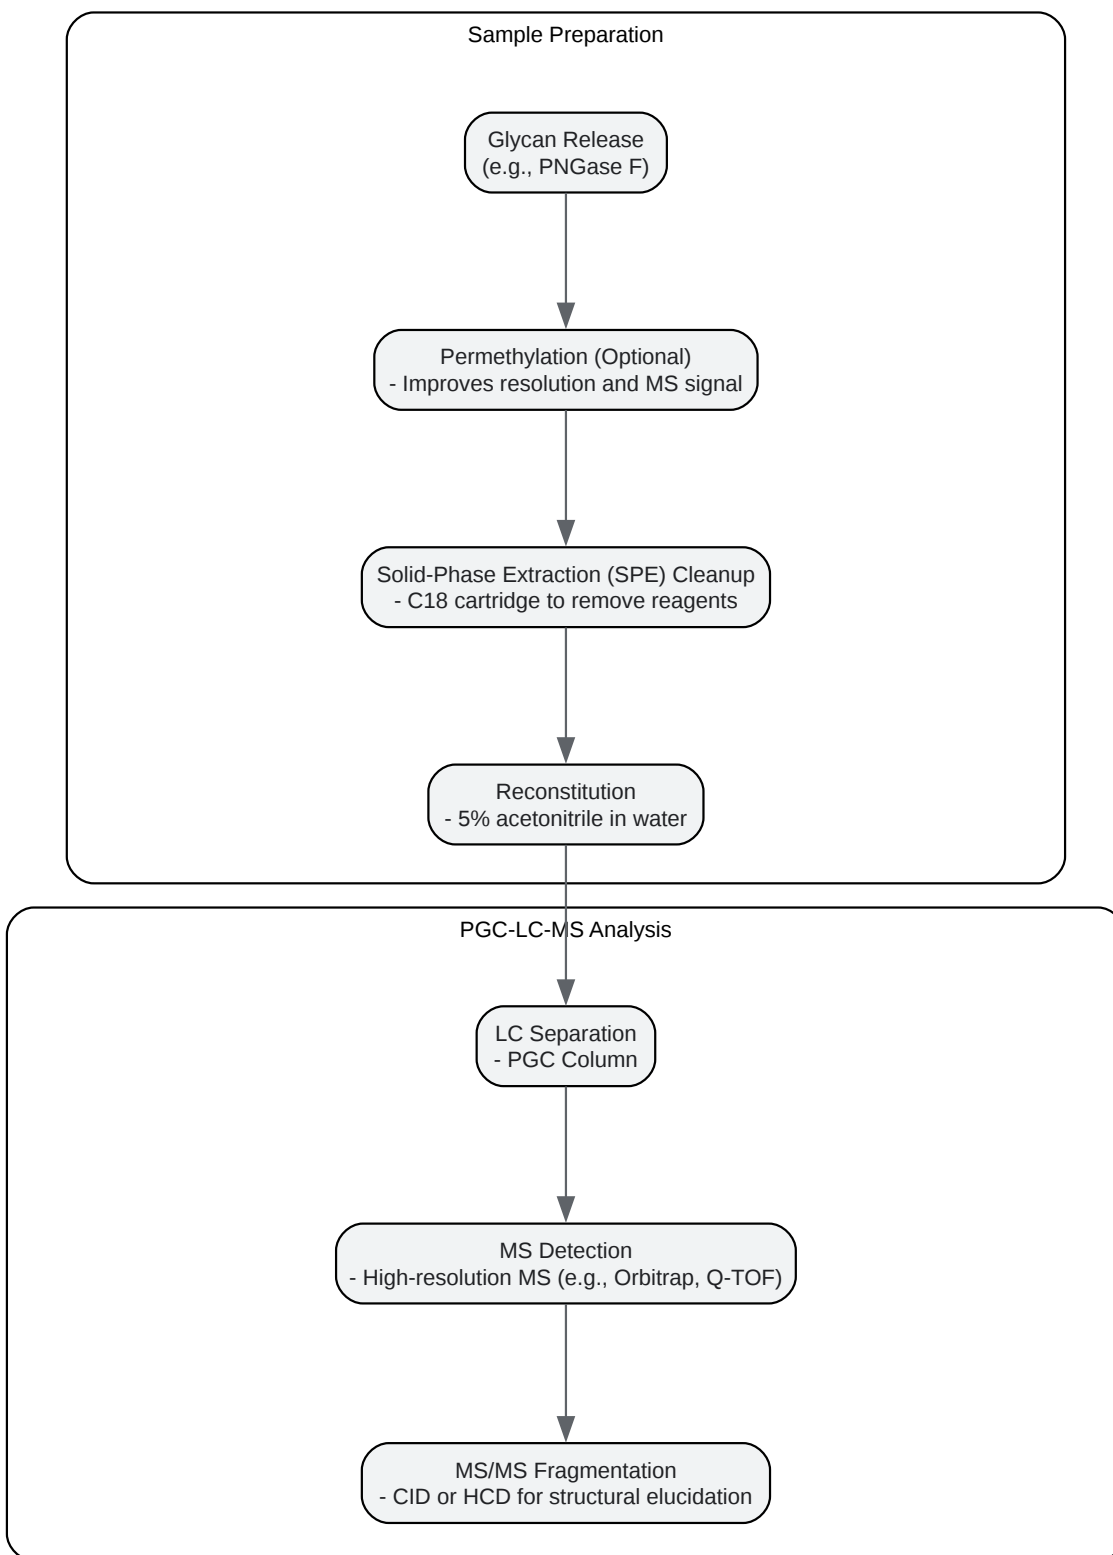 Sample Preparation
Glycan Release
(e.g., PNGase F)
Permethylation (Optional)
- Improves resolution and MS signal
Solid-Phase Extraction (SPE) Cleanup
- C18 cartridge to remove reagents
Reconstitution
- 5% acetonitrile in water
PGC-LC-MS Analysis
LC Separation
- PGC Column
MS Detection
- High-resolution MS (e.g., Orbitrap, Q-TOF)
MS/MS Fragmentation
- CID or HCD for structural elucidation